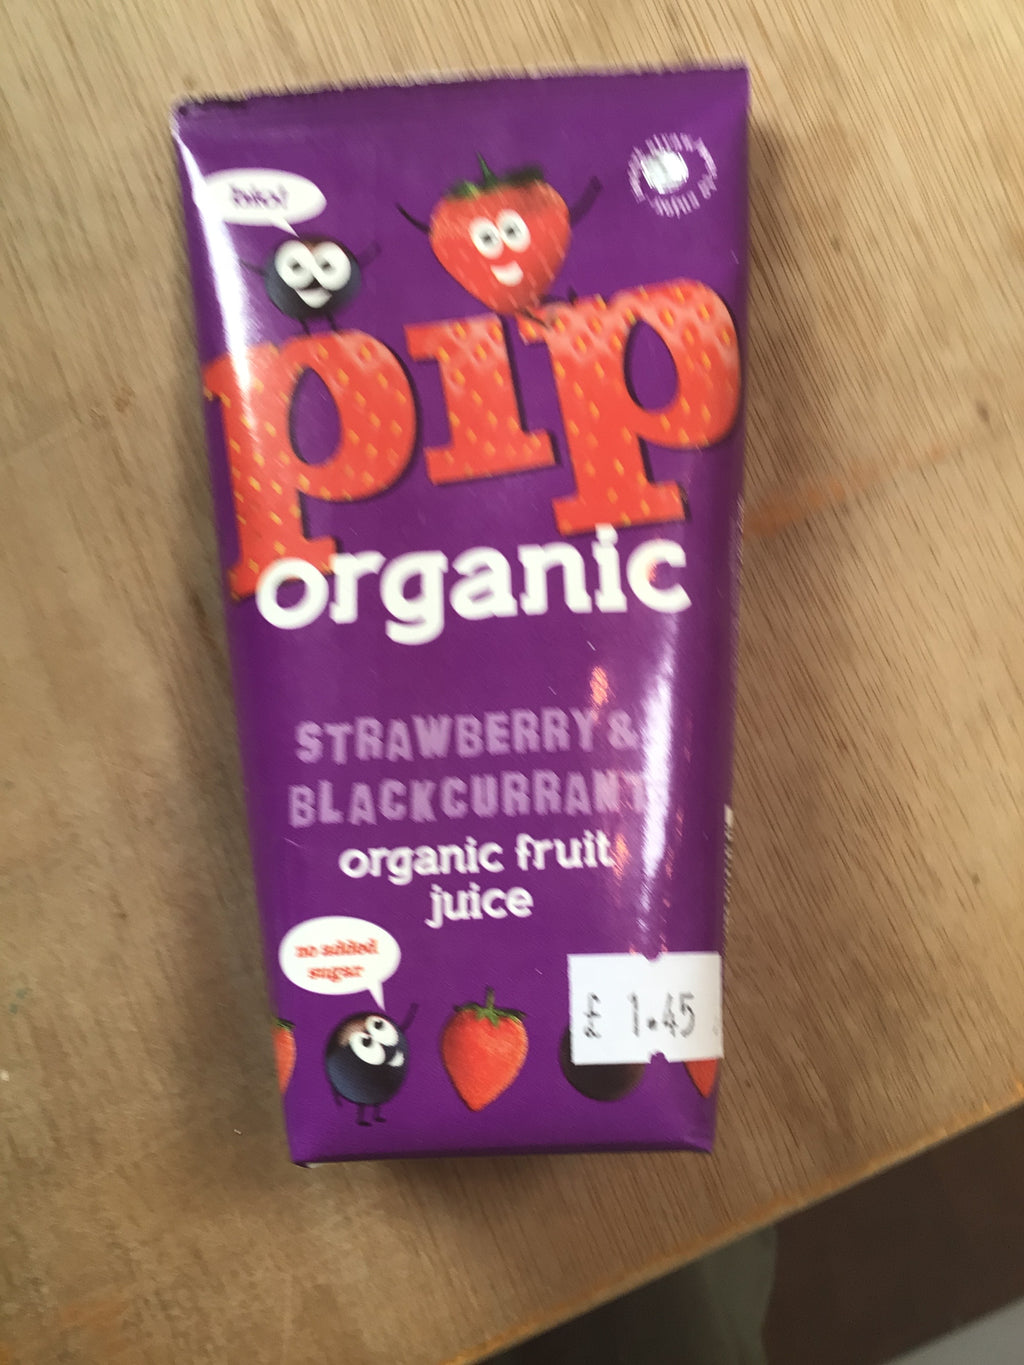 pip
organic
STRAWBERRY &
BLACKCURRANT
organic fruit
juice
no added
sugar
£ 1.45